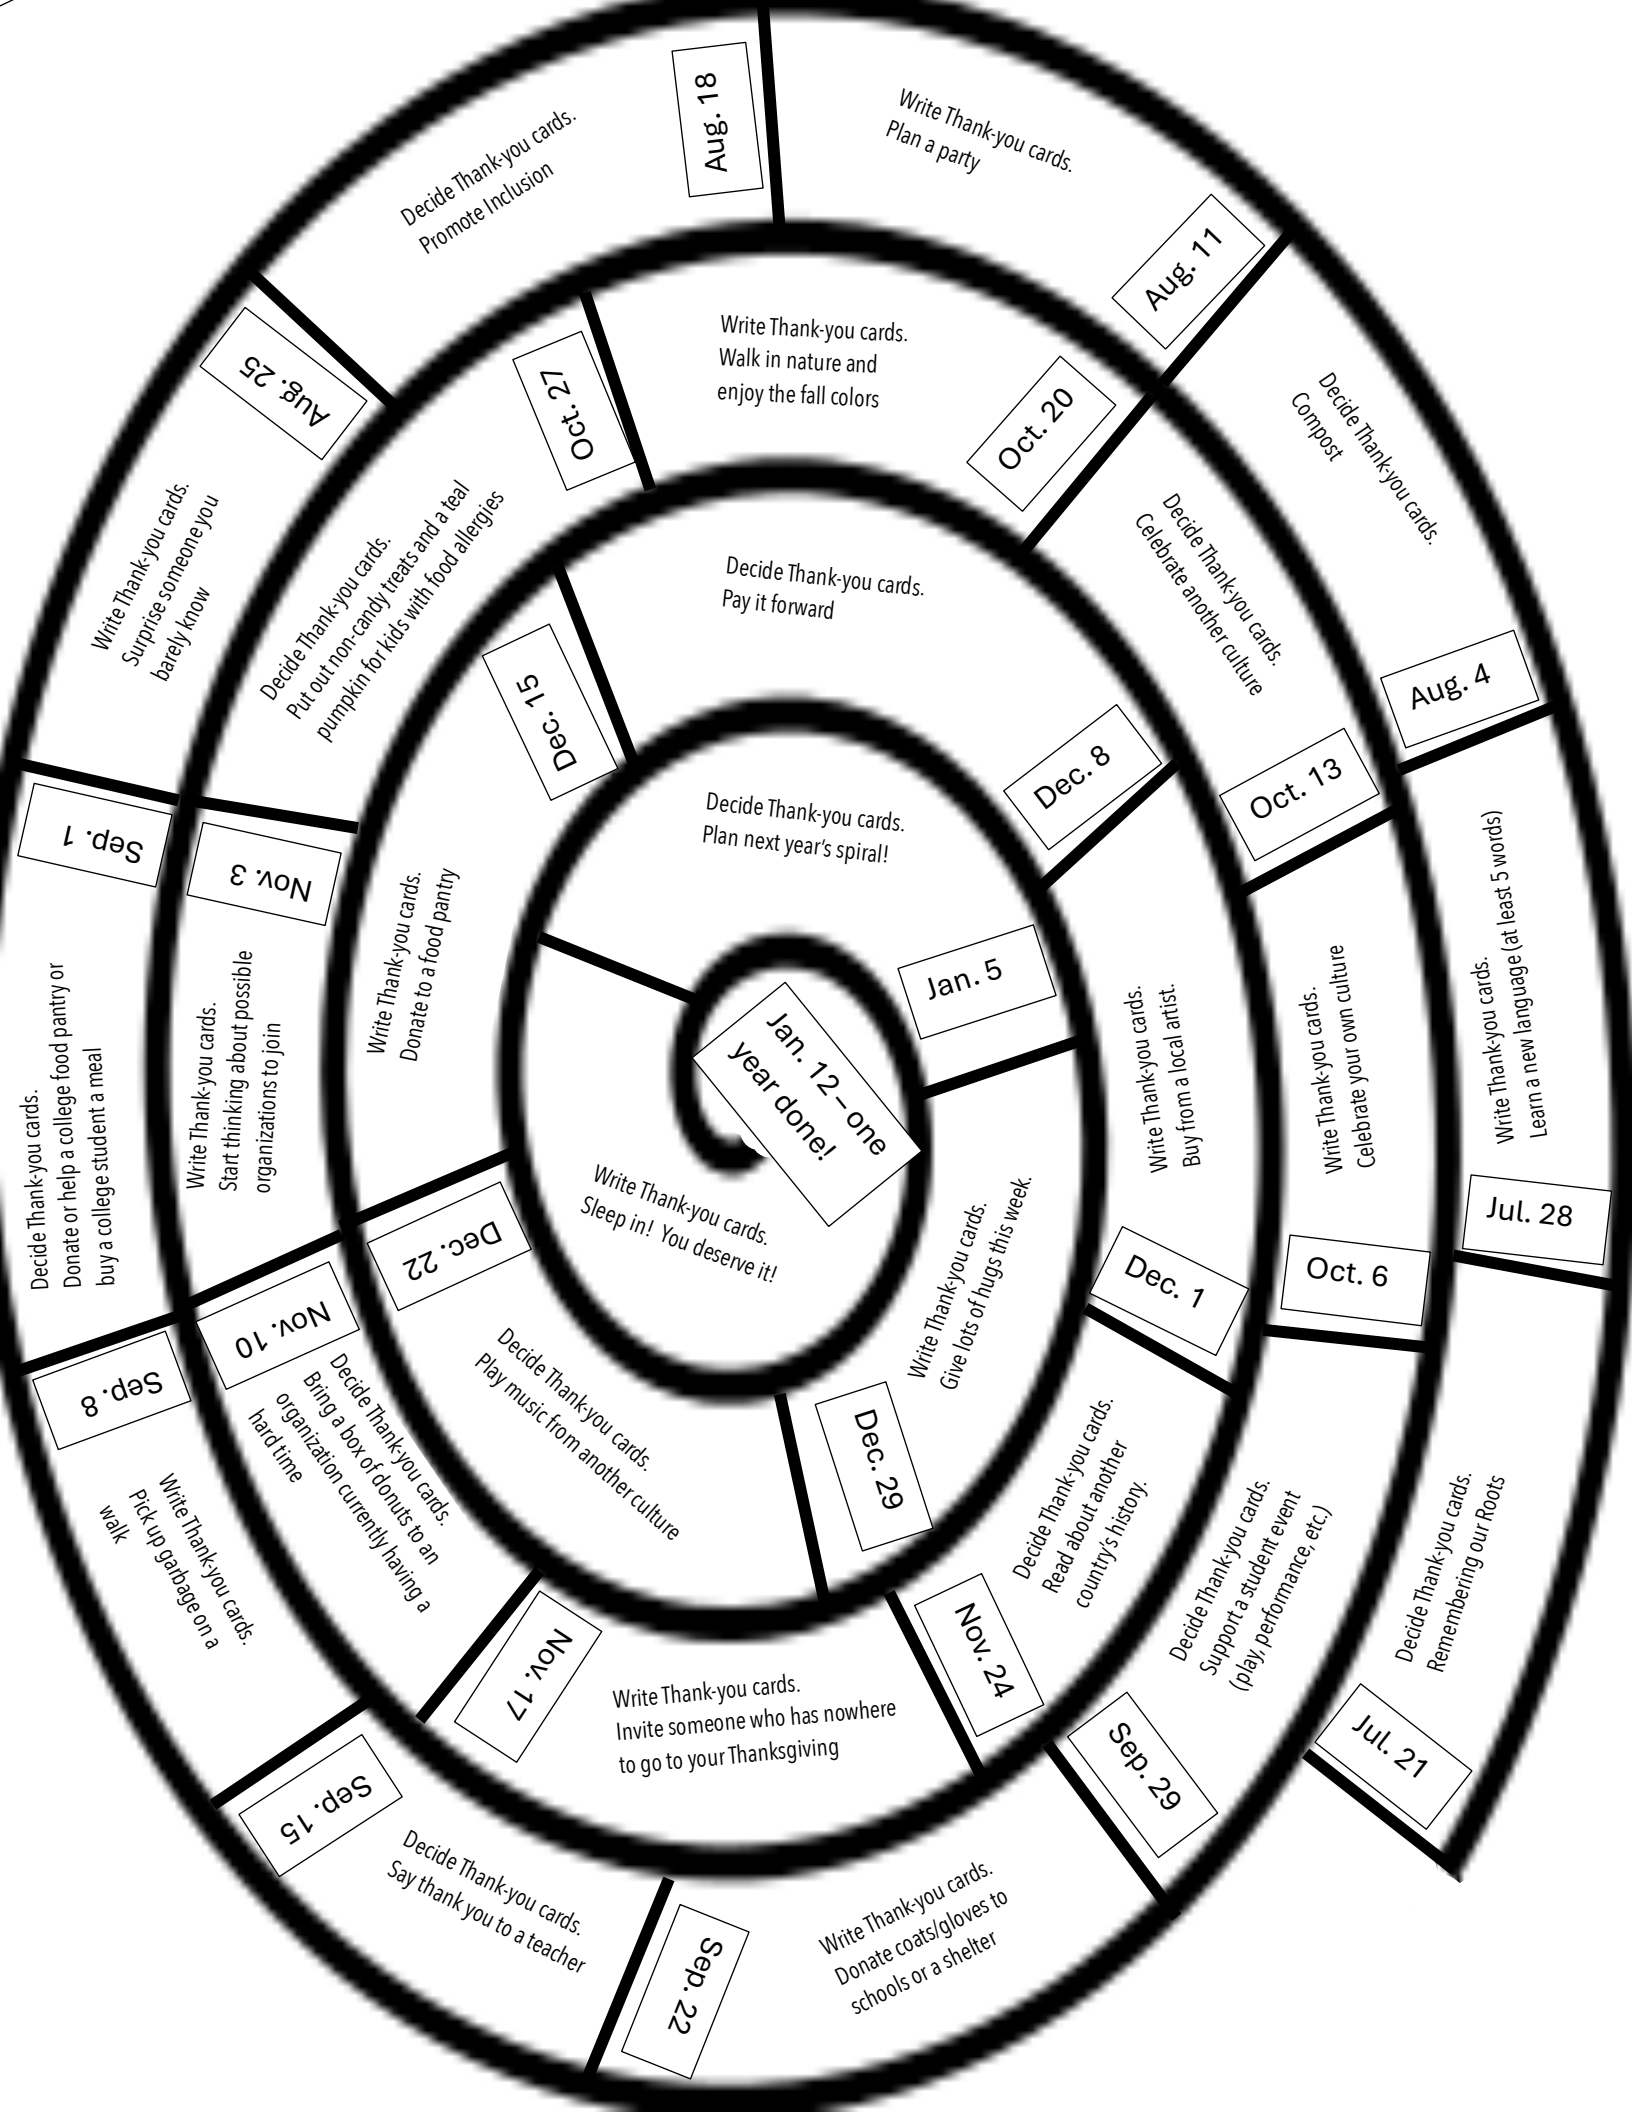 Jul. 21
Decide Thank-you cards.
Remembering our Roots
Jul. 28
Write Thank-you cards.
Learn a new language (at least 5 words)
Aug. 4
Decide Thank-you cards.
Compost
Aug. 11
Write Thank-you cards.
Plan a party
Aug. 18
Decide Thank-you cards.
Promote Inclusion
Aug. 25
Write Thank-you cards.
Surprise someone you
barely know
Sep. 1
Decide Thank-you cards.
Donate or help a college food pantry or
buy a college student a meal
Sep. 8
Write Thank-you cards.
Pick up garbage on a
walk
Sep. 15
Decide Thank-you cards.
Say thank you to a teacher
Sep. 22
Write Thank-you cards.
Donate coats/gloves to
schools or a shelter
Sep. 29
Decide Thank-you cards.
Support a student event
(play, performance, etc.)
Oct. 6
Write Thank-you cards.
Celebrate your own culture
Oct. 13
Decide Thank-you cards.
Celebrate another culture
Oct. 20
Write Thank-you cards.
Walk in nature and
enjoy the fall colors
Oct. 27
Decide Thank-you cards.
Put out non-candy treats and a teal
pumpkin for kids with food allergies
Nov. 3
Write Thank-you cards.
Start thinking about possible
organizations to join
Nov. 10
Decide Thank-you cards.
Bring a box of donuts to an
organization currently having a
hard time
Nov. 17
Write Thank-you cards.
Invite someone who has nowhere
to go to your Thanksgiving
Nov. 24
Decide Thank-you cards.
Read about another
country's history.
Dec. 1
Write Thank-you cards.
Buy from a local artist.
Dec. 8
Decide Thank-you cards.
Pay it forward
Dec. 15
Write Thank-you cards.
Donate to a food pantry
Dec. 22
Decide Thank-you cards.
Play music from another culture
Dec. 29
Write Thank-you cards.
Give lots of hugs this week.
Jan. 5
Decide Thank-you cards.
Plan next year's spiral!
Write Thank-you cards.
Sleep in! You deserve it!
Jan. 12 – one
year done!